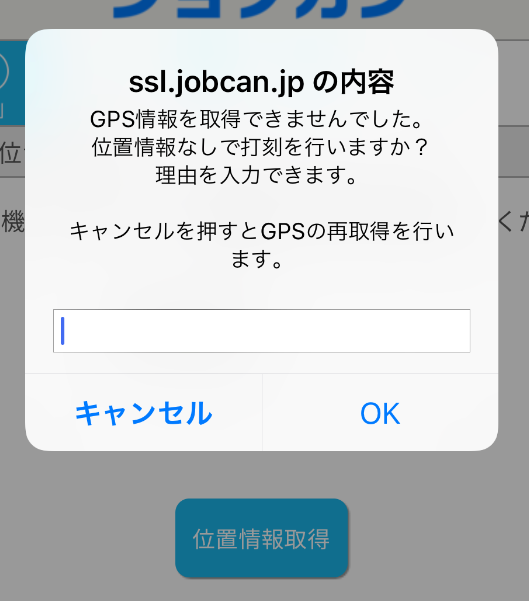 ssl.jobcan.jp の内容
GPS情報を取得できませんでした。
位置情報なしで打刻を行いますか？
理由を入力できます。
キャンセルを押すとGPSの再取得を行い
ます。
キャンセル
OK
位置情報取得